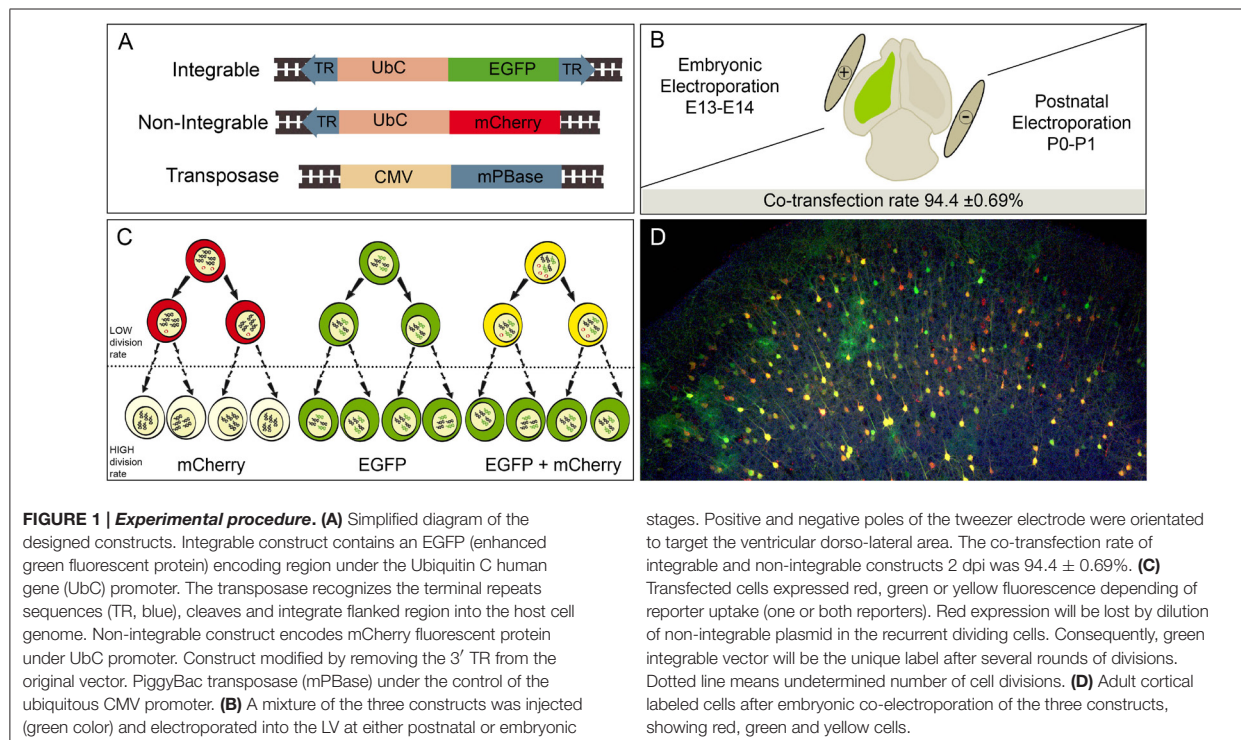 A
Integrable
TR UbC EGFP TR
Non-Integrable
TR UbC mCherry
Transposase
CMV mPBase
B
Embryonic
Electroporation
E13-E14
+
-
Postnatal
Electroporation
P0-P1
Co-transfection rate 94.4 ±0.69%
C
LOW
division
rate
HIGH
division
rate
mCherry EGFP EGFP + mCherry
D
FIGURE 1 | Experimental procedure. (A) Simplified diagram of the
designed constructs. Integrable construct contains an EGFP (enhanced
green fluorescent protein) encoding region under the Ubiquitin C human
gene (UbC) promoter. The transposase recognizes the terminal repeats
sequences (TR, blue), cleaves and integrate flanked region into the host cell
genome. Non-integrable construct encodes mCherry fluorescent protein
under UbC promoter. Construct modified by removing the 3′ TR from the
original vector. PiggyBac transposase (mPBase) under the control of the
ubiquitous CMV promoter. (B) A mixture of the three constructs was injected
(green color) and electroporated into the LV at either postnatal or embryonic
stages. Positive and negative poles of the tweezer electrode were orientated
to target the ventricular dorso-lateral area. The co-transfection rate of
integrable and non-integrable constructs 2 dpi was 94.4 ± 0.69%. (C)
Transfected cells expressed red, green or yellow fluorescence depending of
reporter uptake (one or both reporters). Red expression will be lost by dilution
of non-integrable plasmid in the recurrent dividing cells. Consequently, green
integrable vector will be the unique label after several rounds of divisions.
Dotted line means undetermined number of cell divisions. (D) Adult cortical
labeled cells after embryonic co-electroporation of the three constructs,
showing red, green and yellow cells.